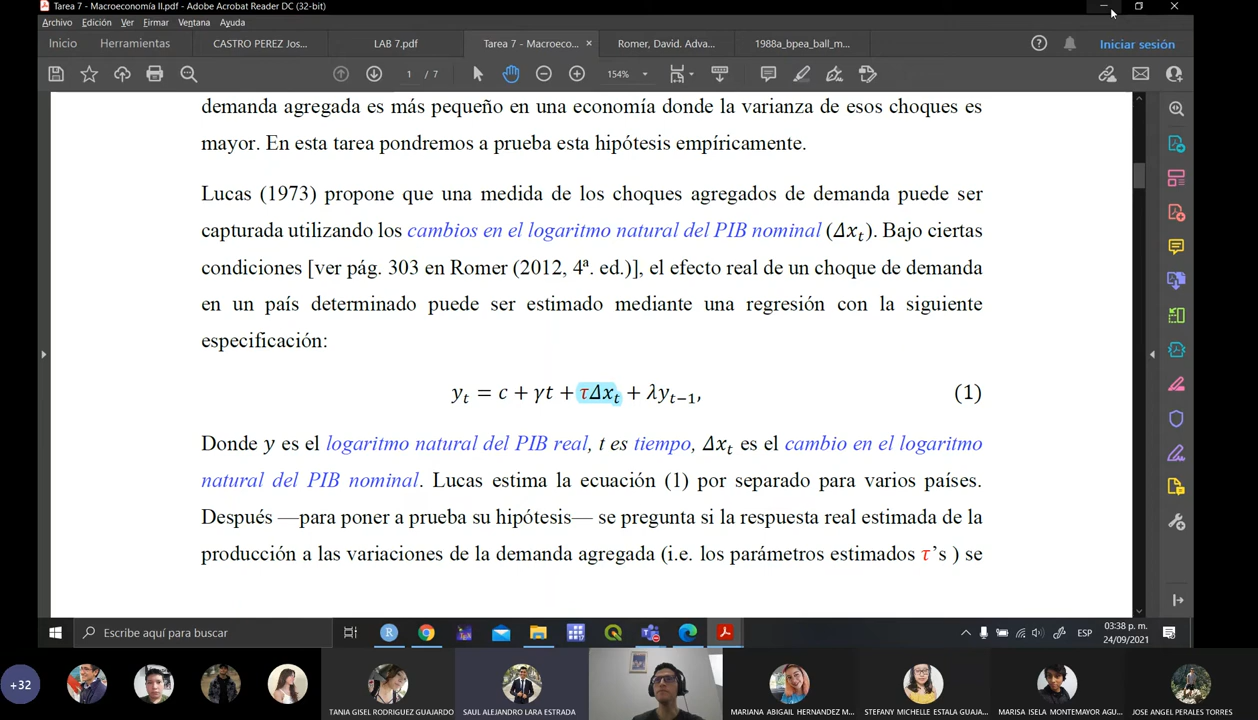 Tarea 7 - Macroeconomía II.pdf - Adobe Acrobat Reader DC (32-bit)
Archivo Edición Ver Firmar Ventana Ayuda
Inicio Herramientas CASTRO PEREZ Jos... LAB 7.pdf Tarea 7 - Macroeco... × Romer, David. Adva... 1988a_bpea_ball_m... Iniciar sesión
1 / 7 154%
demanda agregada es más pequeño en una economía donde la varianza de esos choques es
mayor. En esta tarea pondremos a prueba esta hipótesis empíricamente.
Lucas (1973) propone que una medida de los choques agregados de demanda puede ser
capturada utilizando los cambios en el logaritmo natural del PIB nominal (Δxₜ). Bajo ciertas
condiciones [ver pág. 303 en Romer (2012, 4ª. ed.)], el efecto real de un choque de demanda
en un país determinado puede ser estimado mediante una regresión con la siguiente
especificación:
yₜ = c + γt + τΔxₜ + λyₜ₋₁, (1)
Donde y es el logaritmo natural del PIB real, t es tiempo, Δxₜ es el cambio en el logaritmo
natural del PIB nominal. Lucas estima la ecuación (1) por separado para varios países.
Después —para poner a prueba su hipótesis— se pregunta si la respuesta real estimada de la
producción a las variaciones de la demanda agregada (i.e. los parámetros estimados τ's ) se
Escribe aquí para buscar
ESP
03:38 p. m.
24/09/2021
+32
TANIA GISEL RODRIGUEZ GUAJARDO
SAUL ALEJANDRO LARA ESTRADA
MARIANA ABIGAIL HERNANDEZ M...
STEFANY MICHELLE ESTALA GUAJA...
MARISA ISELA MONTEMAYOR AGU...
JOSE ANGEL PERALES TORRES